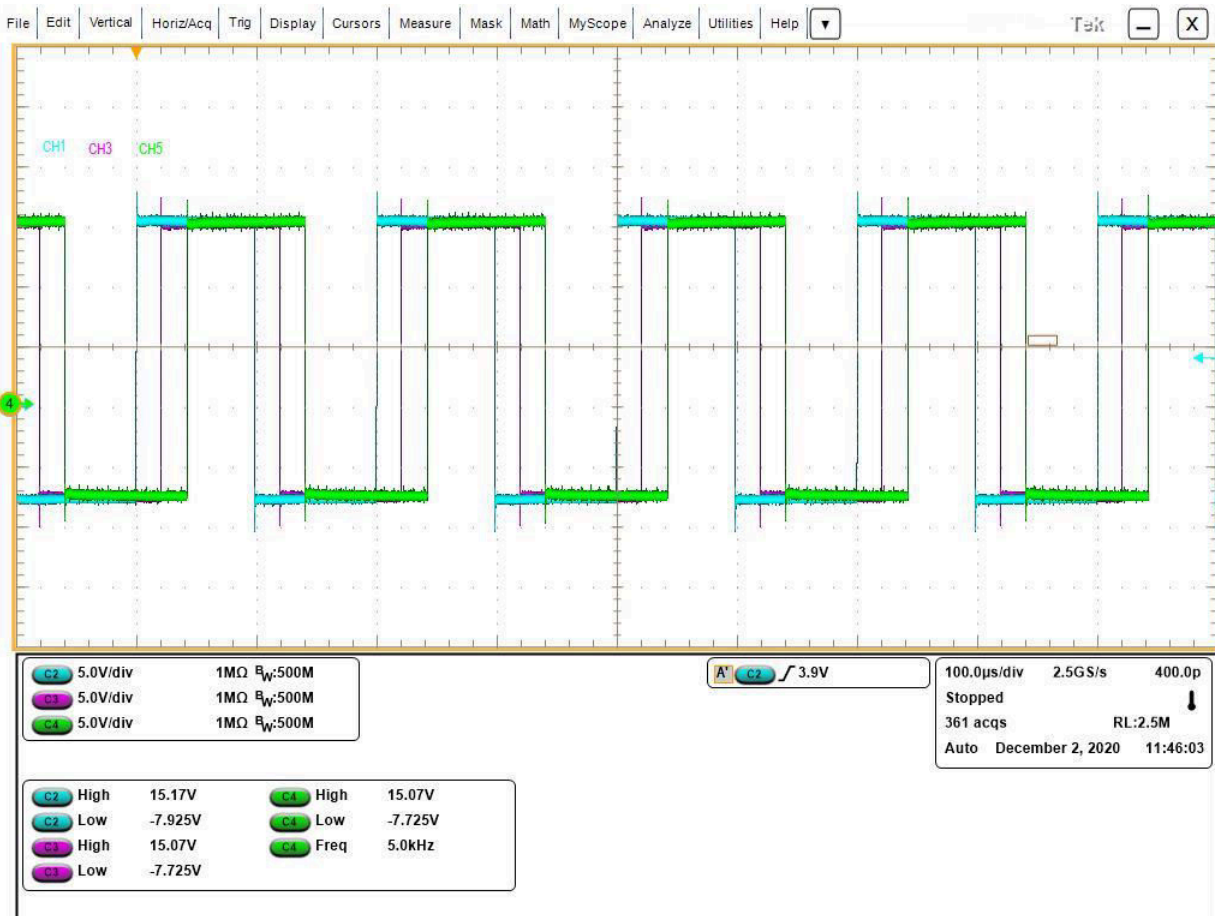 File Edit Vertical Horiz/Acq Trig Display Cursors Measure Mask Math MyScope Analyze Utilities Help Tek X
CH1 CH3 CH5
4
C2 5.0V/div 1MΩ BW:500M
C3 5.0V/div 1MΩ BW:500M
C4 5.0V/div 1MΩ BW:500M
A' C2 3.9V
100.0µs/div 2.5GS/s 400.0p
Stopped
361 acqs RL:2.5M
Auto December 2, 2020 11:46:03
C2 High 15.17V C4 High 15.07V
C2 Low -7.925V C4 Low -7.725V
C3 High 15.07V C4 Freq 5.0kHz
C3 Low -7.725V